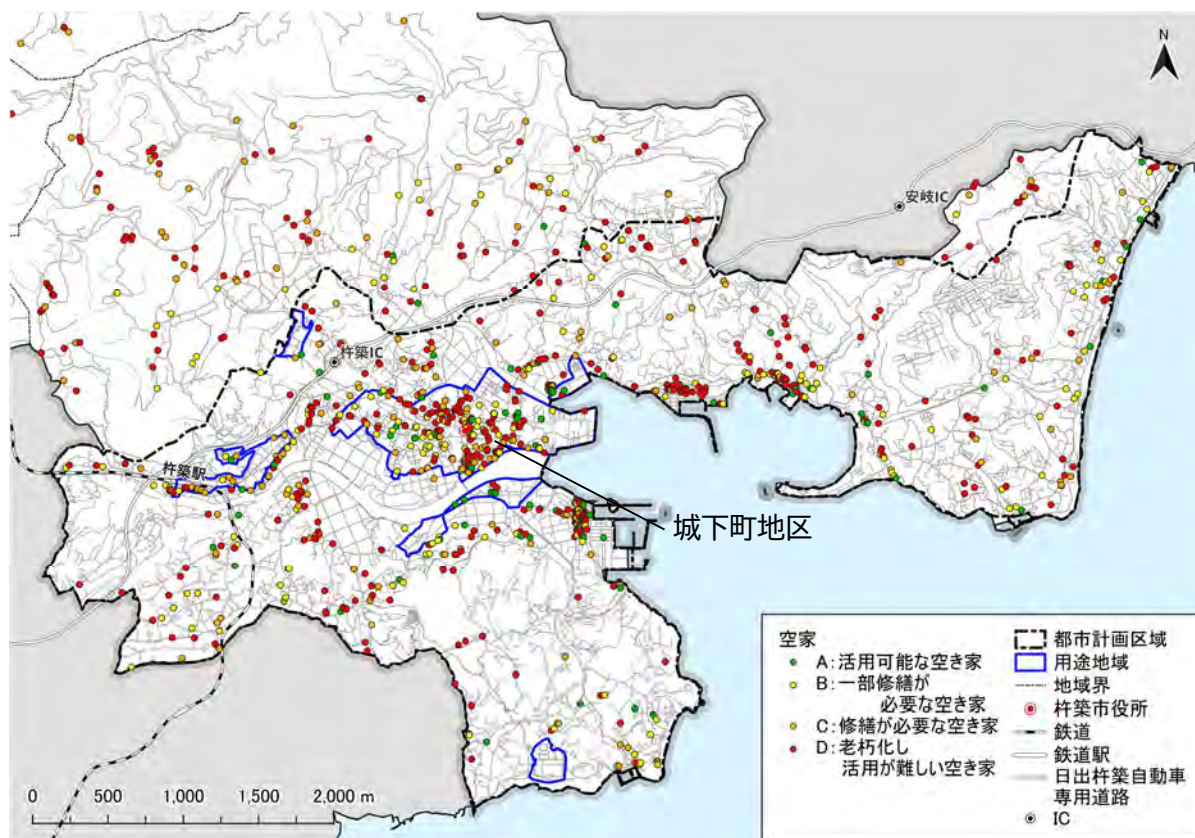 N
安岐IC
杵築IC
杵築駅
城下町地区
空家
A:活用可能な空き家
B:一部修繕が
必要な空き家
C:修繕が必要な空き家
D:老朽化し
活用が難しい空き家
都市計画区域
用途地域
地域界
杵築市役所
鉄道
鉄道駅
日出杵築自動車
専用道路
IC
0 500 1,000 1,500 2,000 m